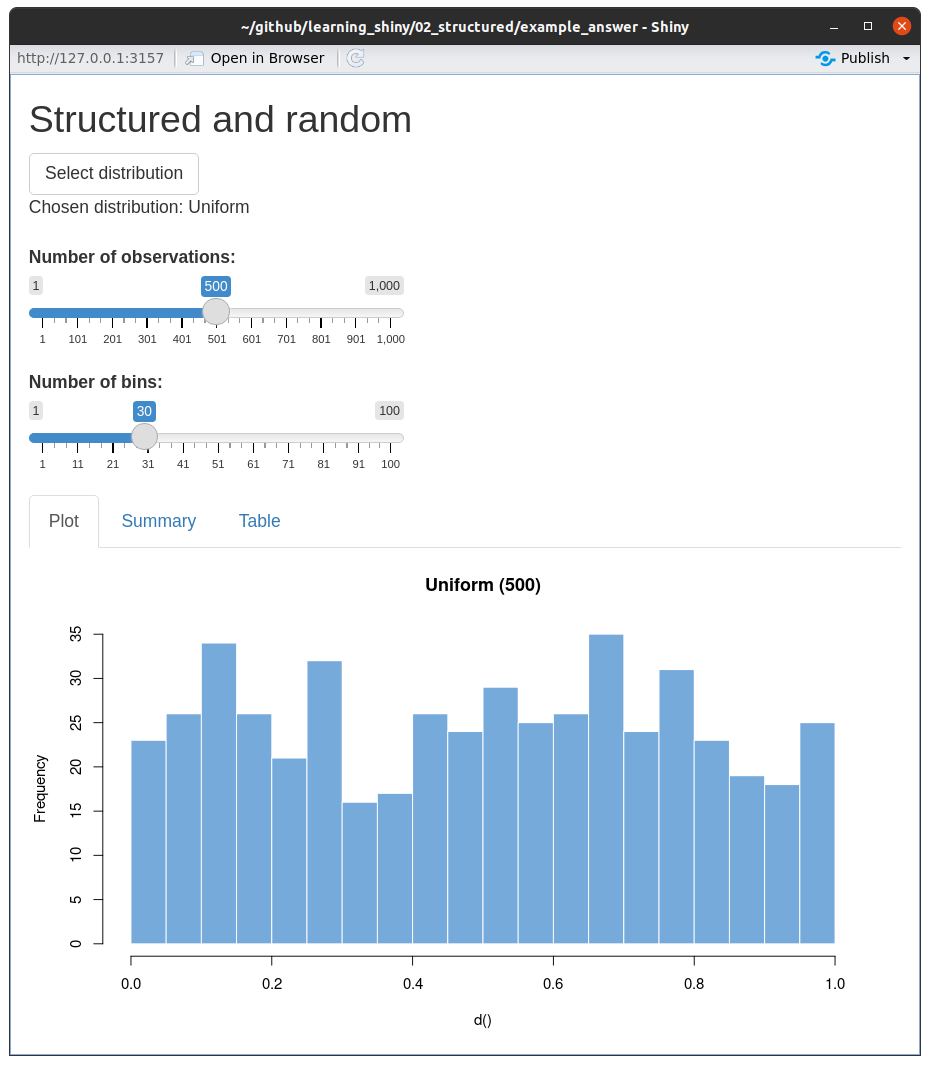 ~/github/learning_shiny/02_structured/example_answer - Shiny
http://127.0.0.1:3157 Open in Browser Publish
Structured and random
Select distribution
Chosen distribution: Uniform
Number of observations:
1 500 1,000
1 101 201 301 401 501 601 701 801 901 1,000
Number of bins:
1 30 100
1 11 21 31 41 51 61 71 81 91 100
Plot Summary Table
Uniform (500)
Frequency
35
30
25
20
15
10
5
0
0.0 0.2 0.4 0.6 0.8 1.0
d()